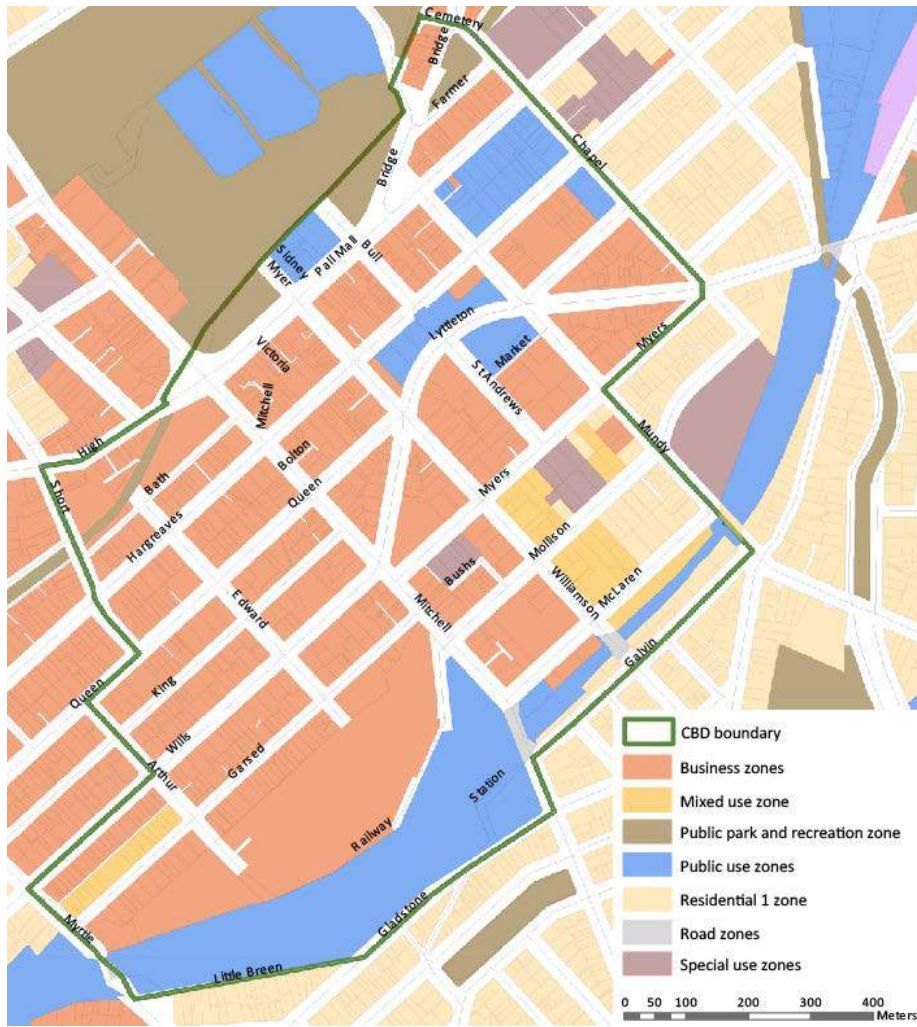 Cemetery
Bridge
Farmer
Bridge
Chapel
Sidney
Myer
Pall Mall
Bull
Lyttleton
Victoria
Market
Myers
StAndrews
Mitchell
High
Bolton
Mundy
Short
Bath
Queen
Myers
Hargreaves
Mollison
Bushs
Williamson
McLaren
Edward
Mitchell
Galvin
Queen
King
Wills
Arthur
Garsed
Station
Railway
Gladstone
Myrtle
Little Breen
CBD boundary
Business zones
Mixed use zone
Public park and recreation zone
Public use zones
Residential 1 zone
Road zones
Special use zones
0 50 100 200 300 400
Meters